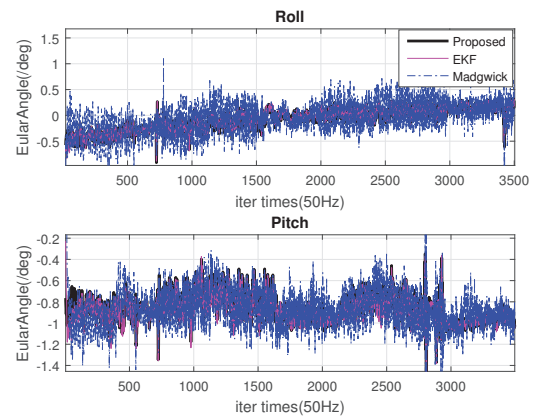 Roll
1.5
1
0.5
0
-0.5
EularAngle(/deg)
Proposed
EKF
Madgwick
500 1000 1500 2000 2500 3000 3500
iter times(50Hz)
Pitch
-0.2
-0.4
-0.6
-0.8
-1
-1.2
-1.4
EularAngle(/deg)
500 1000 1500 2000 2500 3000
iter times(50Hz)